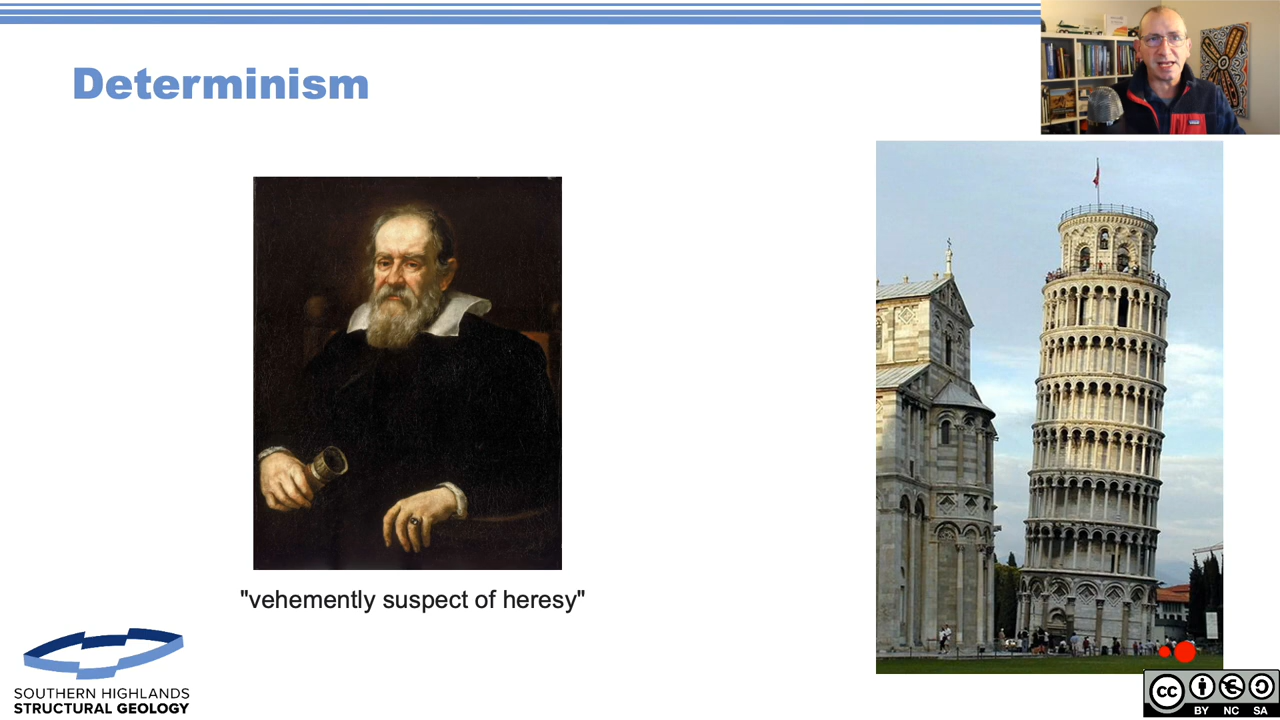 Determinism
"vehemently suspect of heresy"
SOUTHERN HIGHLANDS
STRUCTURAL GEOLOGY
cc
BY NC SA